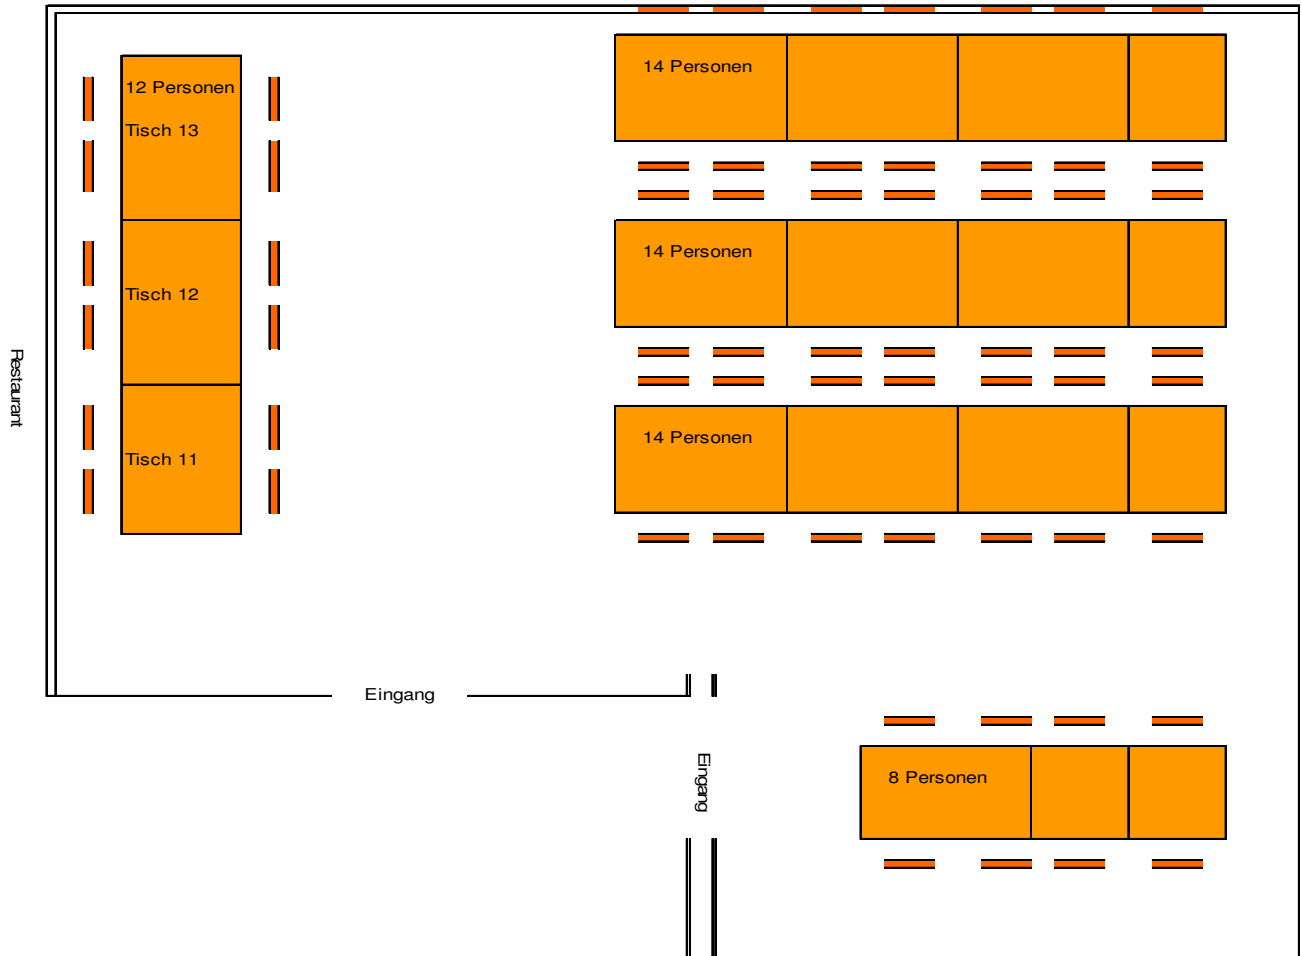 14 Personen
12 Personen
Tisch 13
14 Personen
Tisch 12
Restaurant
14 Personen
Tisch 11
Eingang
Eingang
8 Personen